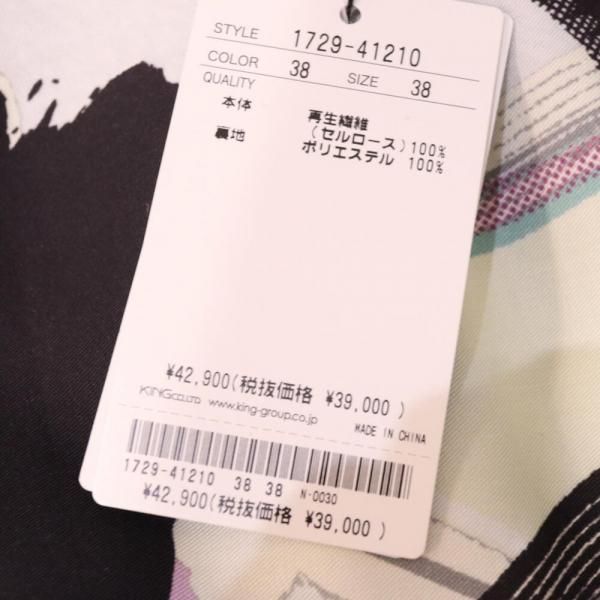 STYLE 1729-41210
COLOR 38 SIZE 38
QUALITY
本体 再生繊維
(セルロース)100%
裏地 ポリエステル 100%
¥42,900(税抜価格 ¥39,000 )
KING CO.,LTD www.king-group.co.jp
MADE IN CHINA
1729-41210 38 38 N-0030
¥42,900(税抜価格 ¥39,000 )